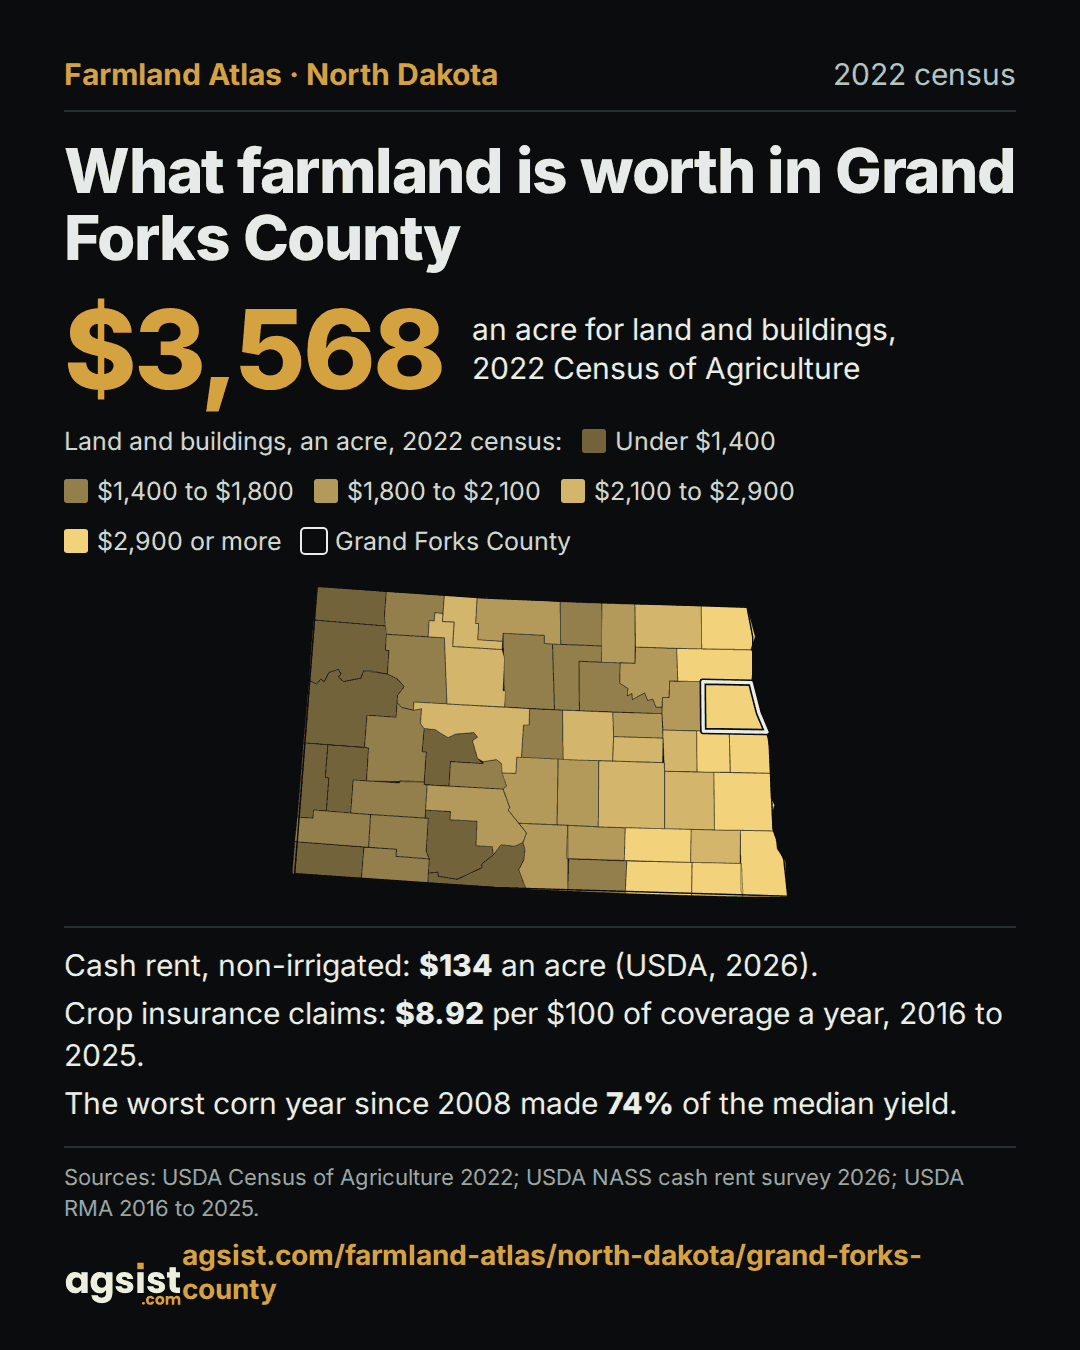 Farmland Atlas · North Dakota
2022 census
What farmland is worth in Grand
Forks County
$3,568
an acre for land and buildings,
2022 Census of Agriculture
Land and buildings, an acre, 2022 census: Under $1,400
$1,400 to $1,800 $1,800 to $2,100 $2,100 to $2,900
$2,900 or more Grand Forks County
Cash rent, non-irrigated: $134 an acre (USDA, 2026).
Crop insurance claims: $8.92 per $100 of coverage a year, 2016 to
2025.
The worst corn year since 2008 made 74% of the median yield.
Sources: USDA Census of Agriculture 2022; USDA NASS cash rent survey 2026; USDA
RMA 2016 to 2025.
agsist.com
agsist.com/farmland-atlas/north-dakota/grand-forks-
county